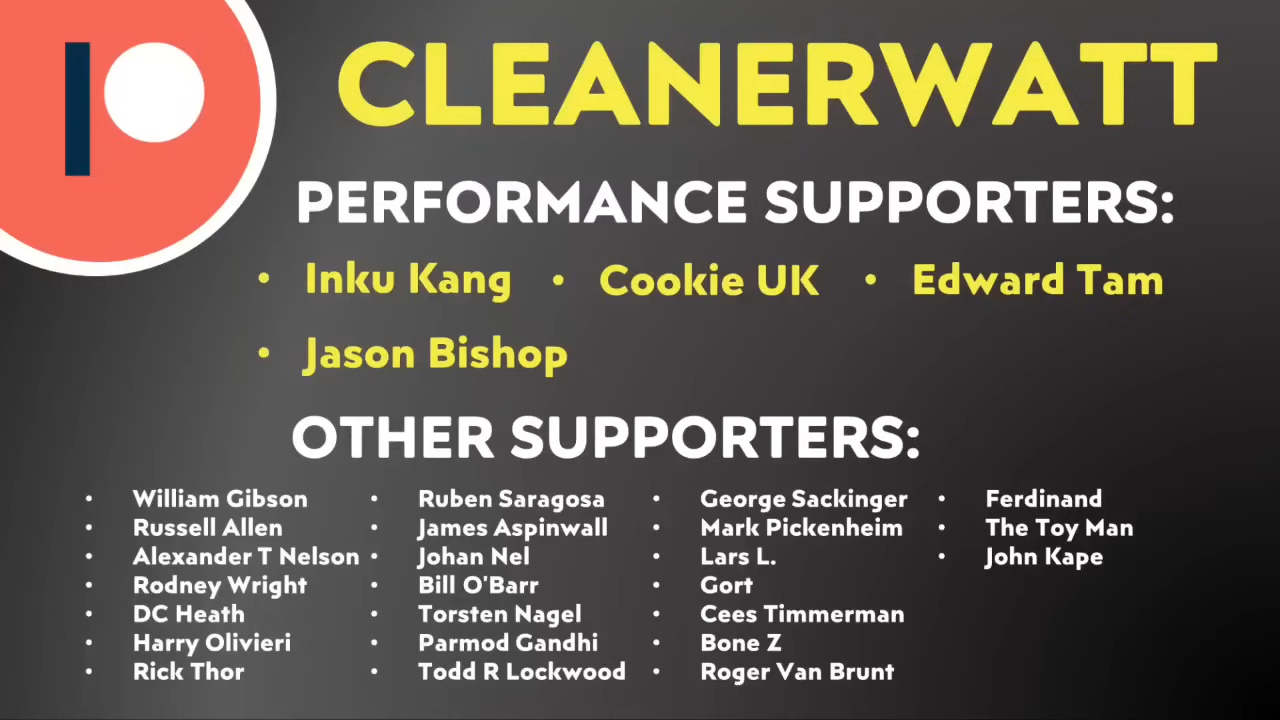 CLEANERWATT
PERFORMANCE SUPPORTERS:
• Inku Kang • Cookie UK • Edward Tam
• Jason Bishop
OTHER SUPPORTERS:
• William Gibson
• Russell Allen
• Alexander T Nelson
• Rodney Wright
• DC Heath
• Harry Olivieri
• Rick Thor
• Ruben Saragosa
• James Aspinwall
• Johan Nel
• Bill O'Barr
• Torsten Nagel
• Parmod Gandhi
• Todd R Lockwood
• George Sackinger
• Mark Pickenheim
• Lars L.
• Gort
• Cees Timmerman
• Bone Z
• Roger Van Brunt
• Ferdinand
• The Toy Man
• John Kape